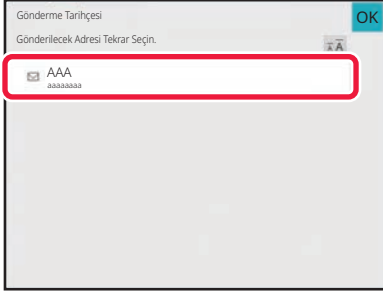 Gönderme Tarihçesi
OK
Gönderilecek Adresi Tekrar Seçin.
AAA
aaaaaaaa